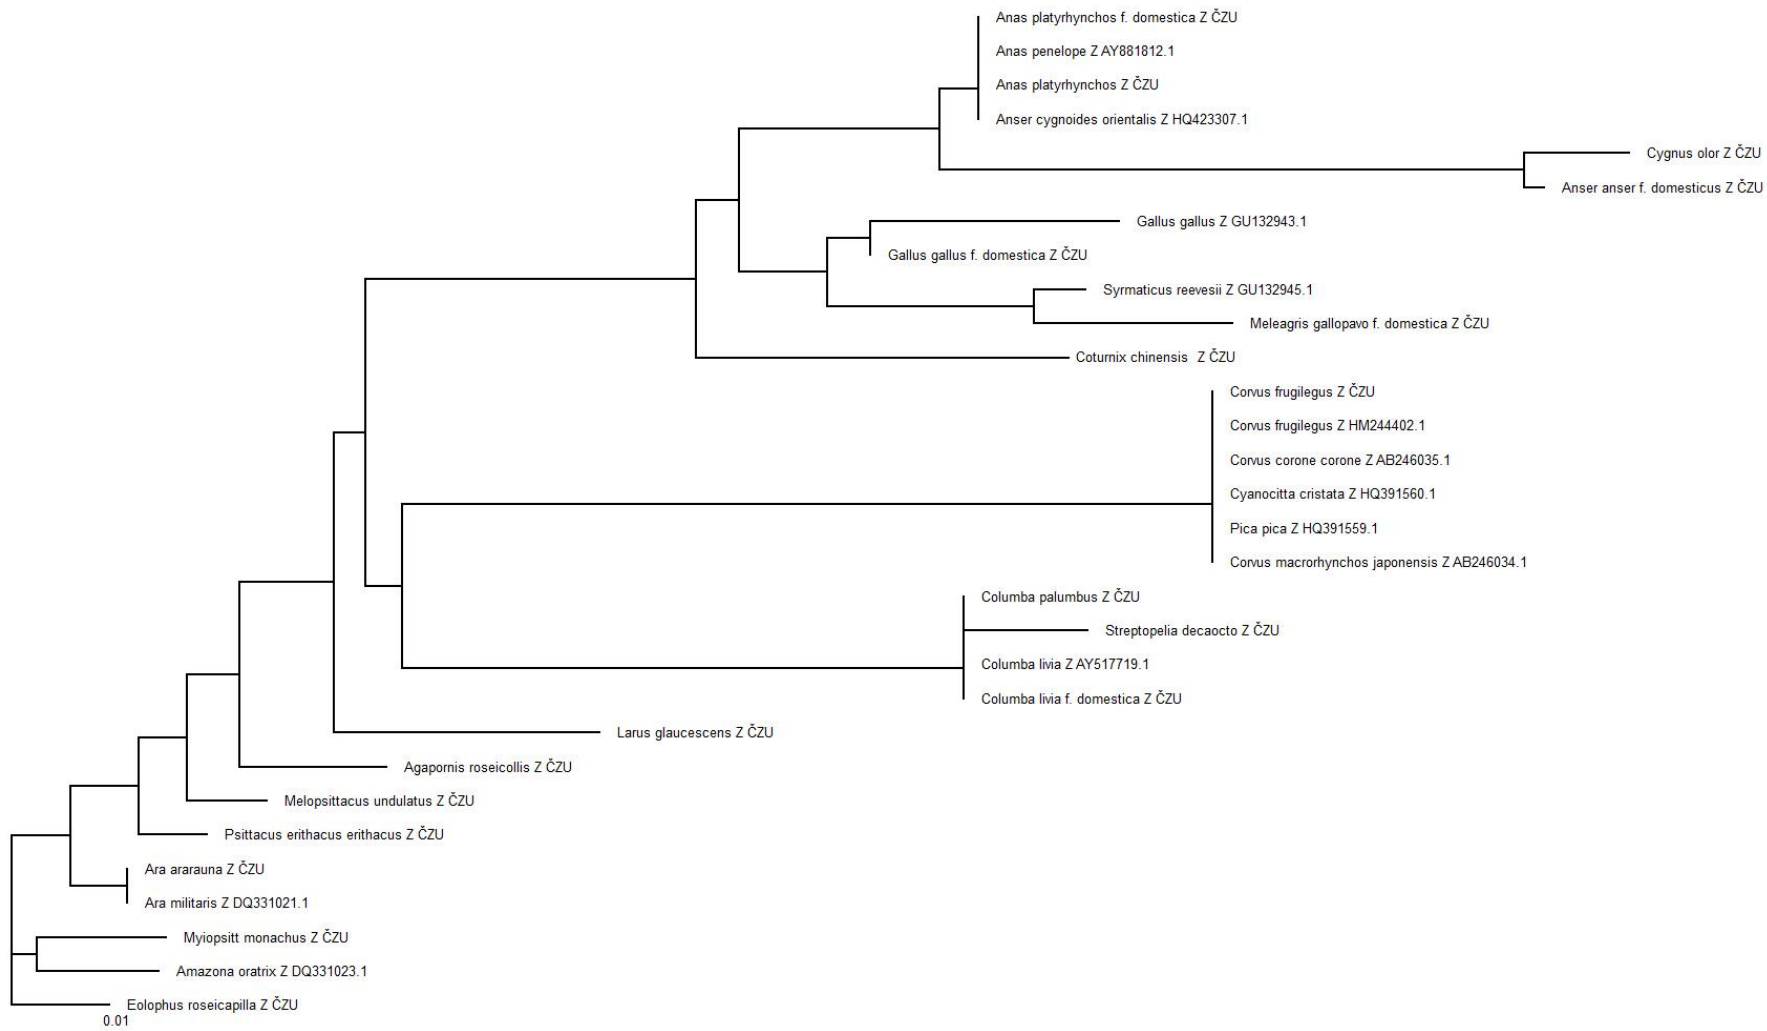 Anas platyrhynchos f. domestica Z ČZU
Anas penelope Z AY881812.1
Anas platyrhynchos Z ČZU
Anser cygnoides orientalis Z HQ423307.1
Cygnus olor Z ČZU
Anser anser f. domesticus Z ČZU
Gallus gallus Z GU132943.1
Gallus gallus f. domestica Z ČZU
Syrmaticus reevesii Z GU132945.1
Meleagris gallopavo f. domestica Z ČZU
Coturnix chinensis Z ČZU
Corvus frugilegus Z ČZU
Corvus frugilegus Z HM244402.1
Corvus corone corone Z AB246035.1
Cyanocitta cristata Z HQ391560.1
Pica pica Z HQ391559.1
Corvus macrorhynchos japonensis Z AB246034.1
Columba palumbus Z ČZU
Streptopelia decaocto Z ČZU
Columba livia Z AY517719.1
Columba livia f. domestica Z ČZU
Larus glaucescens Z ČZU
Agapornis roseicollis Z ČZU
Melopsittacus undulatus Z ČZU
Psittacus erithacus erithacus Z ČZU
Ara ararauna Z ČZU
Ara militaris Z DQ331021.1
Myiopsitt monachus Z ČZU
Amazona oratrix Z DQ331023.1
Eolophus roseicapilla Z ČZU
0.01